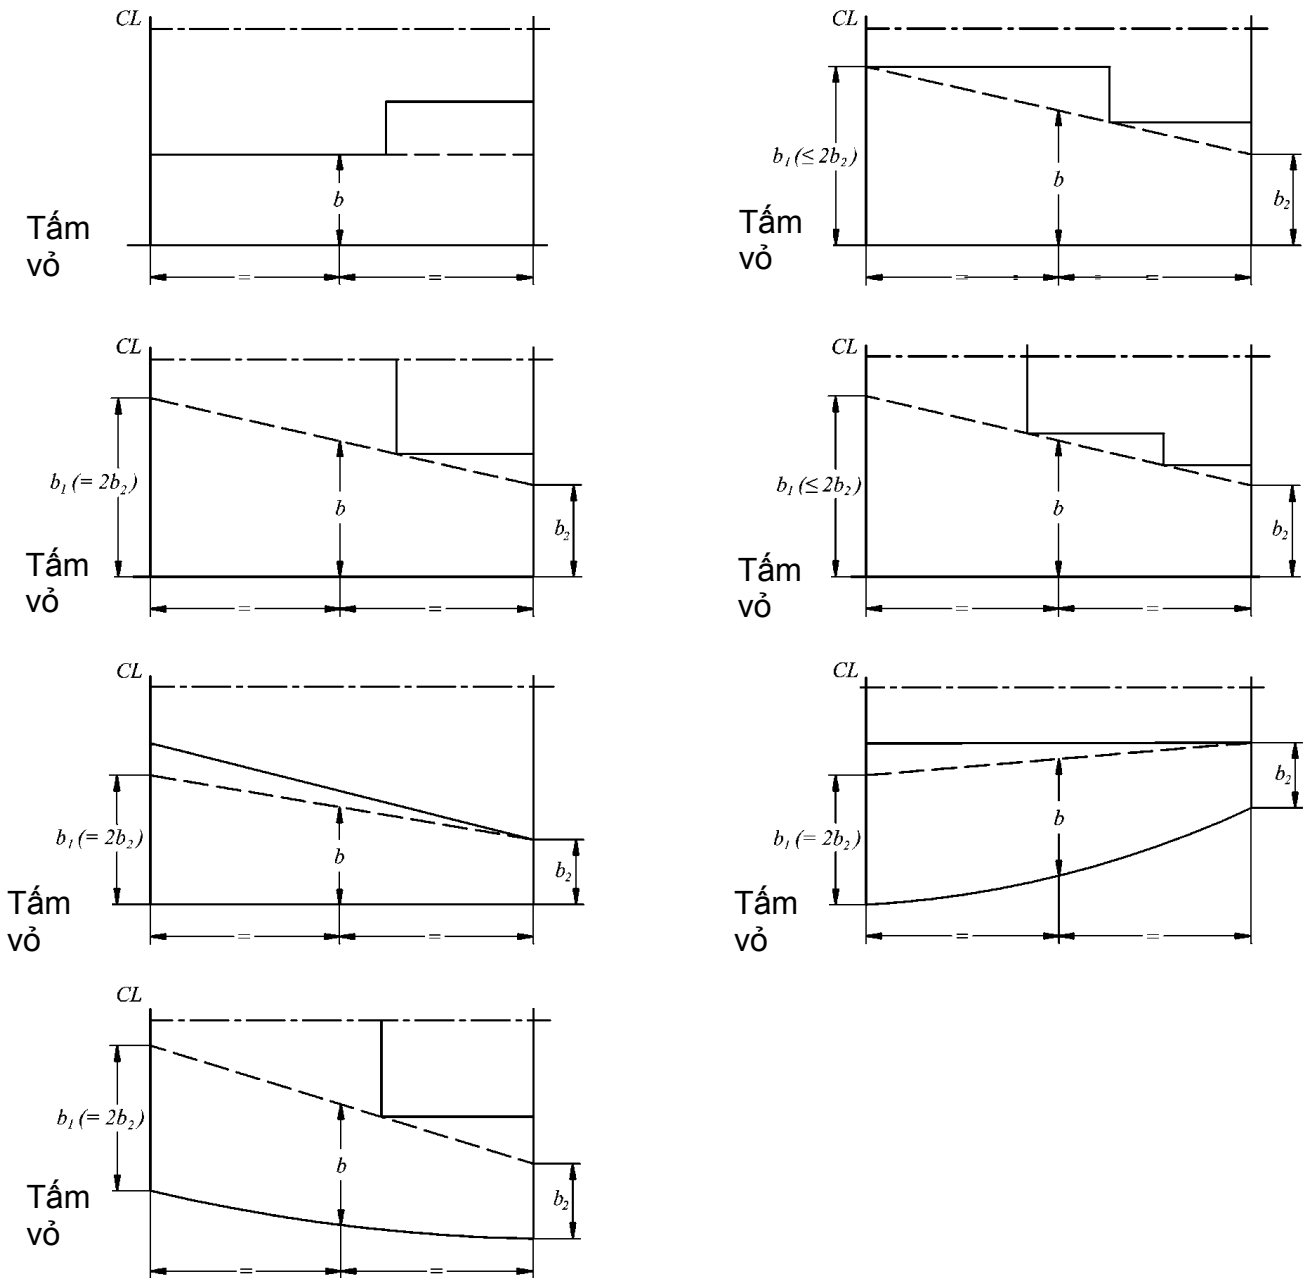 CL
b
Tấm
vỏ
= =
CL
b₁ (≤ 2b₂)
b
b₂
Tấm
vỏ
= =
CL
b₁ (= 2b₂)
b
b₂
Tấm
vỏ
= =
CL
b₁ (≤ 2b₂)
b
b₂
Tấm
vỏ
= =
CL
b₁ (= 2b₂)
b
b₂
Tấm
vỏ
= =
CL
b₂
b
b₁ (= 2b₂)
Tấm
vỏ
= =
CL
b₁ (= 2b₂)
b
b₂
Tấm
vỏ
= =